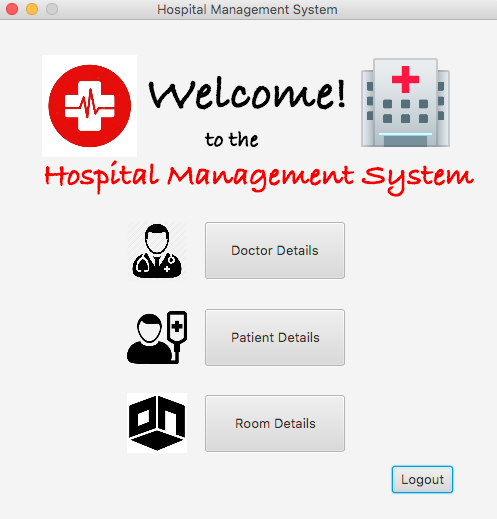 Hospital Management System
Welcome!
to the
Hospital Management System
Doctor Details
Patient Details
Room Details
Logout